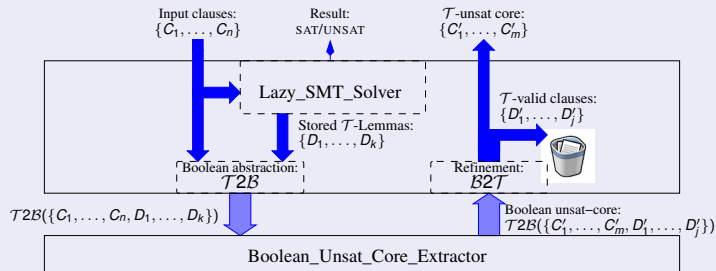 Input clauses:
{C₁, . . . , Cₙ}
Result:
SAT/UNSAT
𝒯-unsat core:
{C′₁, . . . , C′ₘ}
Lazy_SMT_Solver
𝒯-valid clauses:
{D′₁, . . . , D′ⱼ}
Stored 𝒯-Lemmas:
{D₁, . . . , Dₖ}
Boolean abstraction:
𝒯2ℬ
Refinement:
ℬ2𝒯
𝒯2ℬ({C₁, . . . , Cₙ, D₁, . . . , Dₖ})
Boolean unsat–core:
𝒯2ℬ({C′₁, . . . , C′ₘ, D′₁, . . . , D′ⱼ})
Boolean_Unsat_Core_Extractor